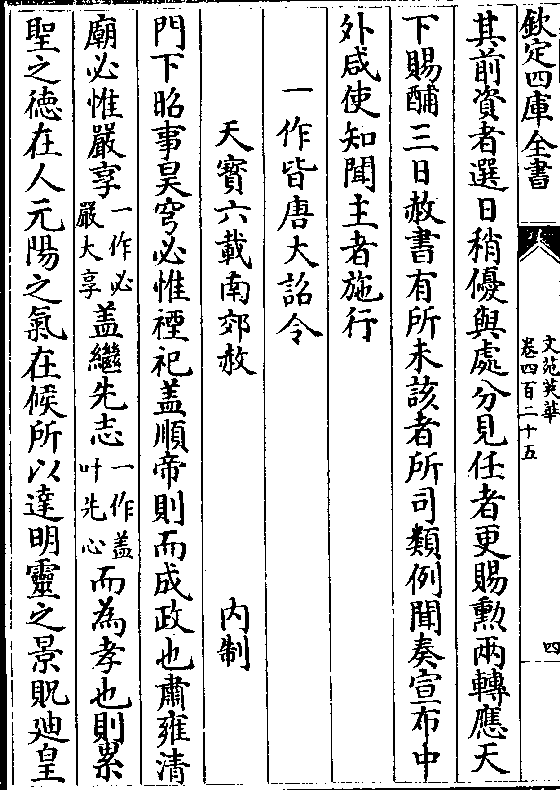 欽定四庫全書
文苑英華
卷四百二十五
四
其前資者選日稍優與處分見任者更賜勲兩轉應天
下賜酺三日赦書有所未該者所司類例聞奏宣布中
外咸使知聞主者施行
一作皆唐大詔令
天寳六載南郊赦 内制
門下昭事昊穹必惟禋祀盖順帝則而成政也肅雍清
廟必惟嚴享一作必嚴大享盖繼先志一作盖叶先心而為孝也則累
聖之德在人元陽之氣在候所以達明靈之景貺廸皇